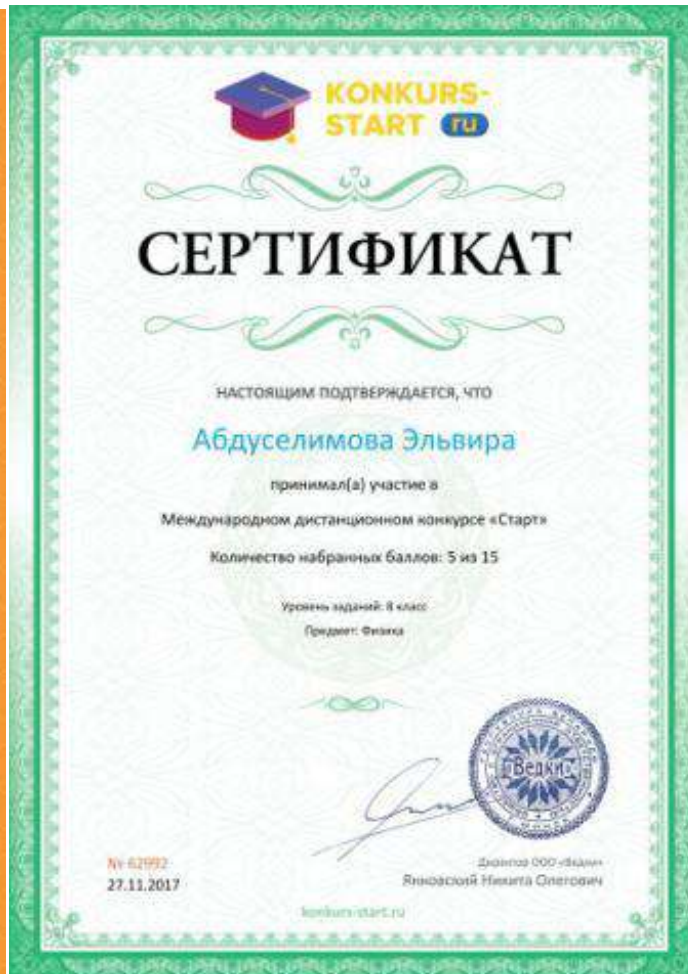 KONKURS-
START ru
СЕРТИФИКАТ
НАСТОЯЩИМ ПОДТВЕРЖДАЕТСЯ, ЧТО
Абдуселимова Эльвира
принимал(а) участие в
Международном дистанционном конкурсе «Старт»
Количество набранных баллов: 5 из 15
Уровень заданий: 8 класс
Предмет: Физика
Ведки
№ 62992
27.11.2017
Директор ООО «Ведки»
Янковский Никита Олегович
konkurs-start.ru